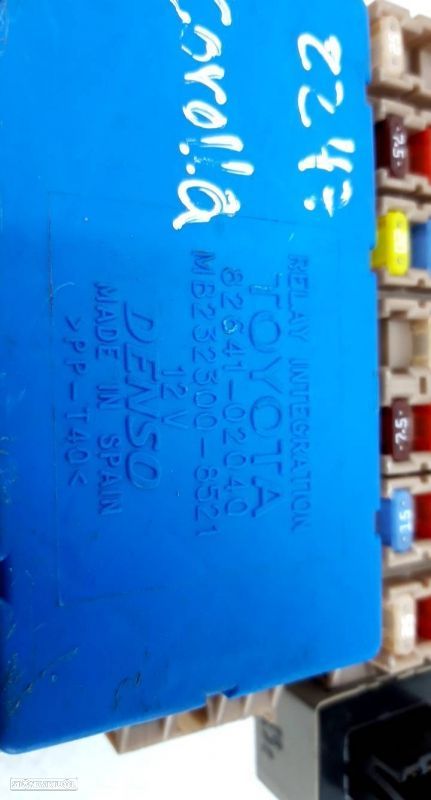 Corolla
8247
RELAY INTEGRATION
TOYOTA
82641-02040
MB232300-8521
12V
DENSO
MADE IN SPAIN
>PP-T40<
7.5
7.5
15